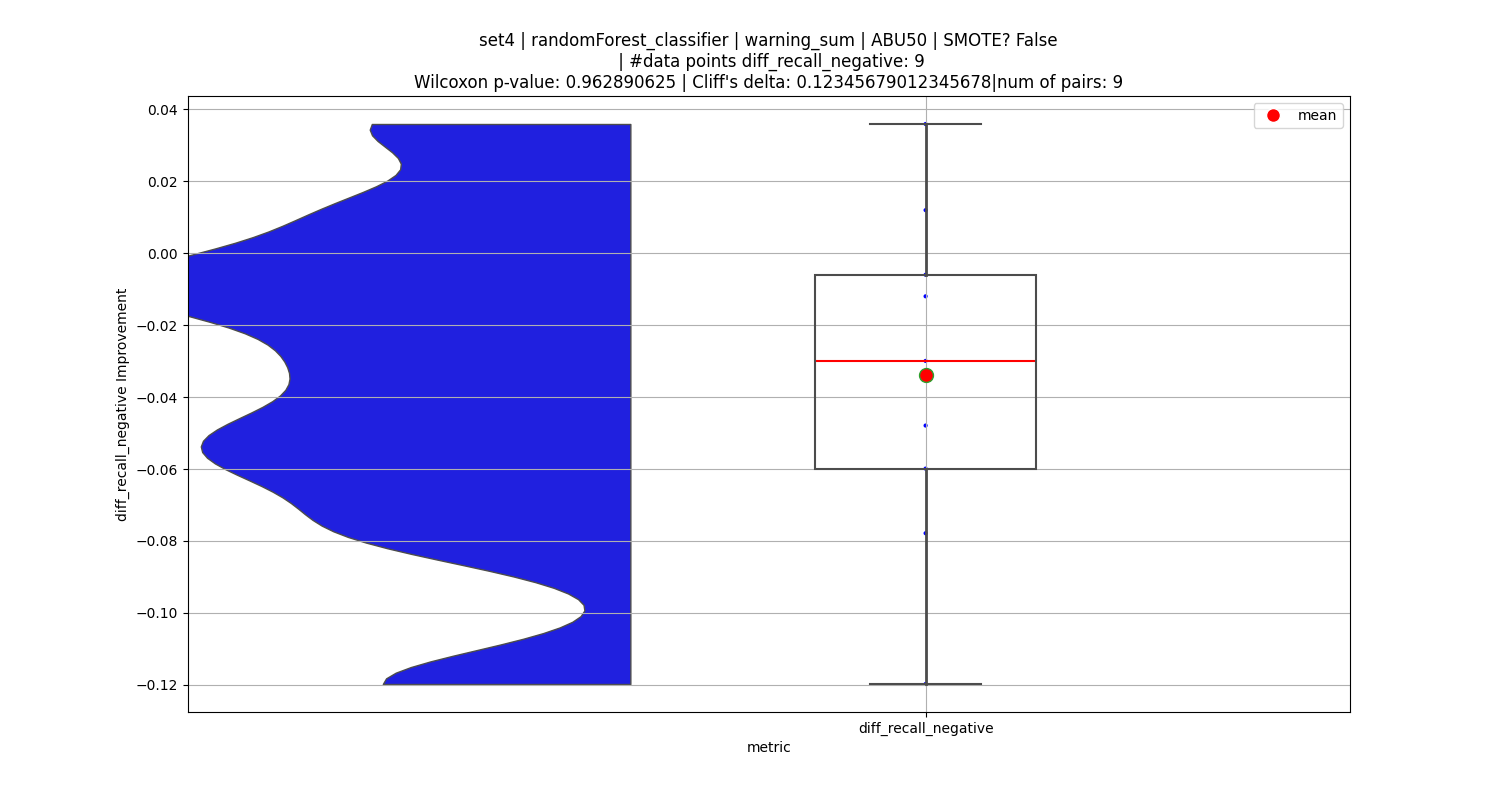 set4 | randomForest_classifier | warning_sum | ABU50 | SMOTE? False
| #data points diff_recall_negative: 9
Wilcoxon p-value: 0.962890625 | Cliff's delta: 0.12345679012345678|num of pairs: 9
mean
0.04
0.02
0.00
−0.02
−0.04
−0.06
−0.08
−0.10
−0.12
diff_recall_negative Improvement
diff_recall_negative
metric